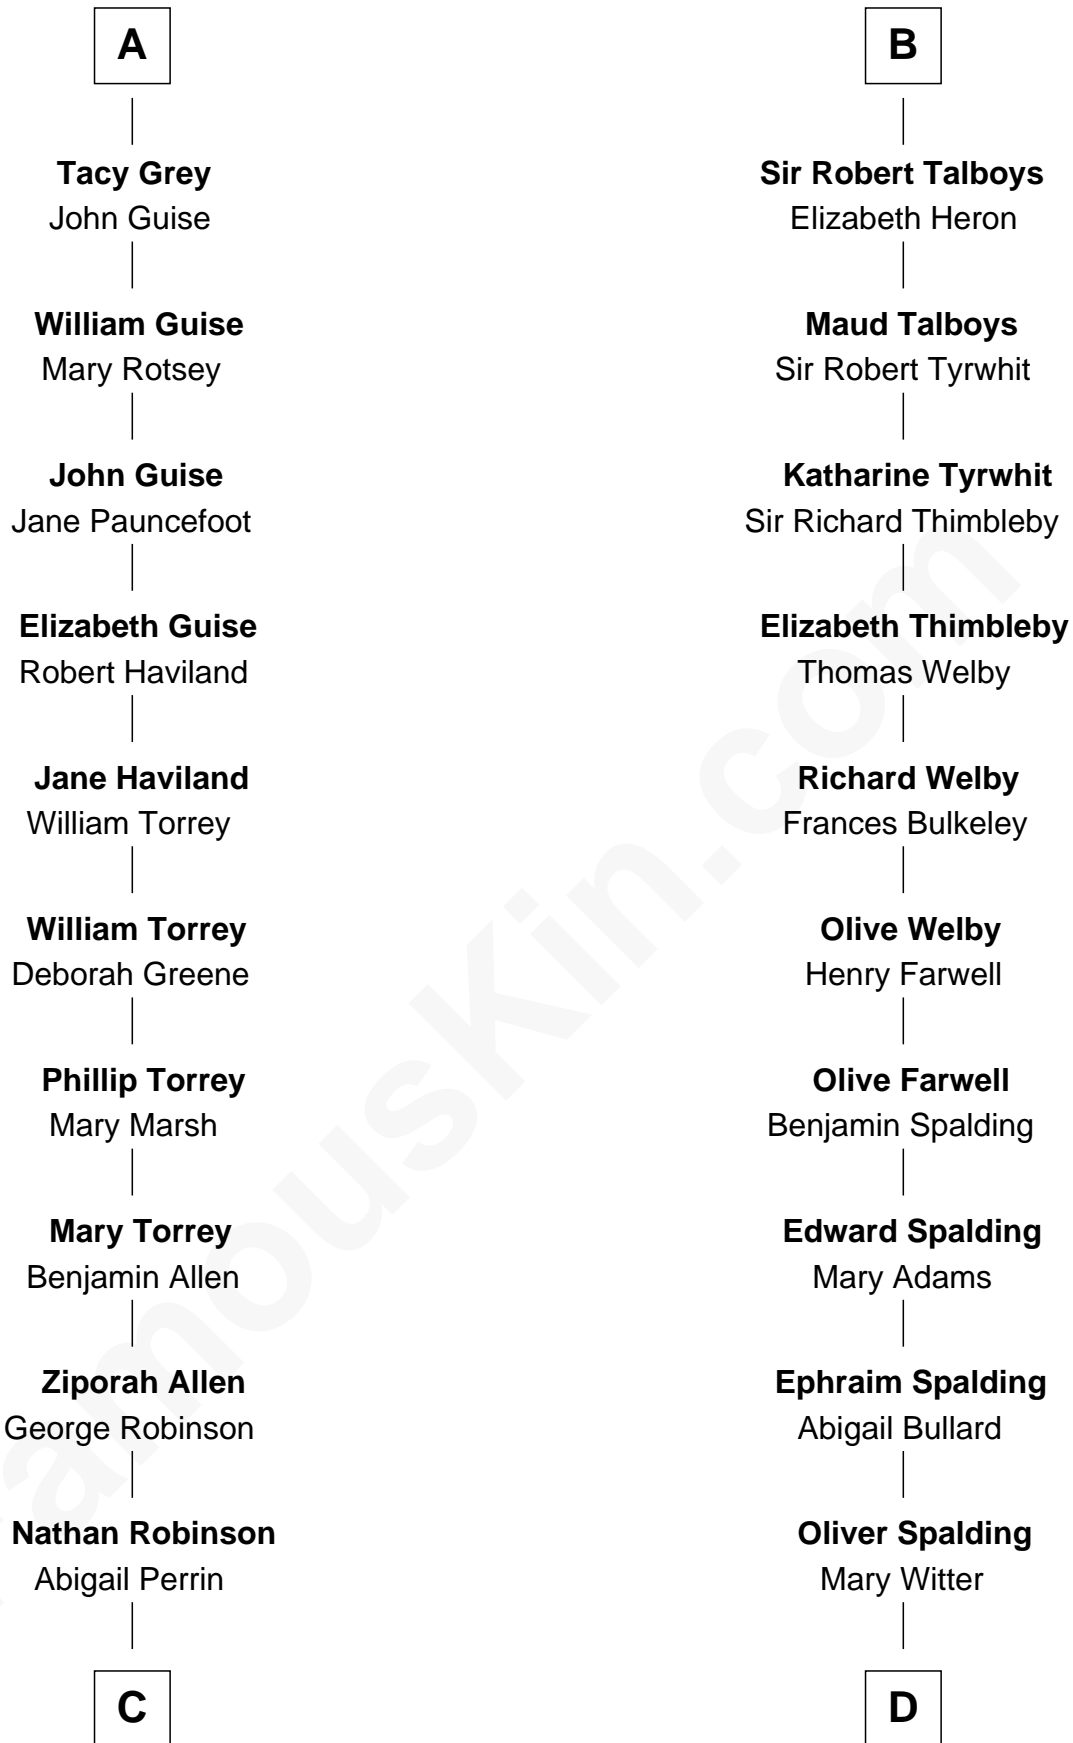 A
Tacy Grey
John Guise
William Guise
Mary Rotsey
John Guise
Jane Pauncefoot
Elizabeth Guise
Robert Haviland
Jane Haviland
William Torrey
William Torrey
Deborah Greene
Phillip Torrey
Mary Marsh
Mary Torrey
Benjamin Allen
Ziporah Allen
George Robinson
Nathan Robinson
Abigail Perrin
C
B
Sir Robert Talboys
Elizabeth Heron
Maud Talboys
Sir Robert Tyrwhit
Katharine Tyrwhit
Sir Richard Thimbleby
Elizabeth Thimbleby
Thomas Welby
Richard Welby
Frances Bulkeley
Olive Welby
Henry Farwell
Olive Farwell
Benjamin Spalding
Edward Spalding
Mary Adams
Ephraim Spalding
Abigail Bullard
Oliver Spalding
Mary Witter
D
FamousKin.com